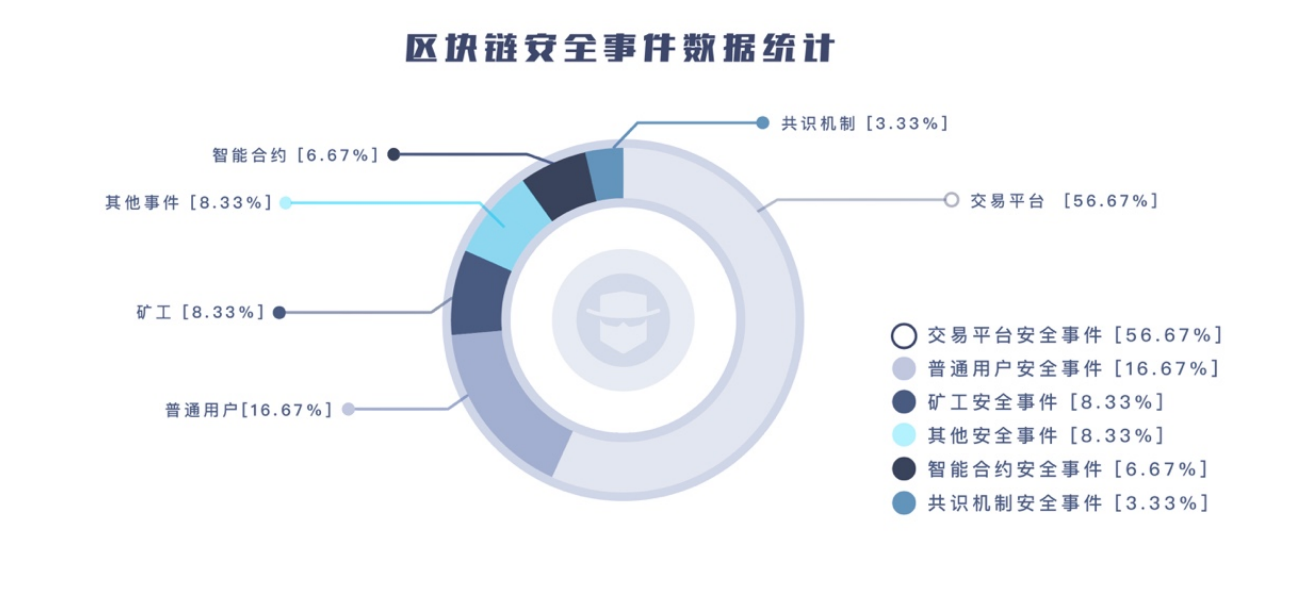 区块链安全事件数据统计
共识机制 [3.33%]
智能合约 [6.67%]
其他事件 [8.33%]
交易平台 [56.67%]
矿工 [8.33%]
普通用户[16.67%]
交易平台安全事件 [56.67%]
普通用户安全事件 [16.67%]
矿工安全事件 [8.33%]
其他安全事件 [8.33%]
智能合约安全事件 [6.67%]
共识机制安全事件 [3.33%]